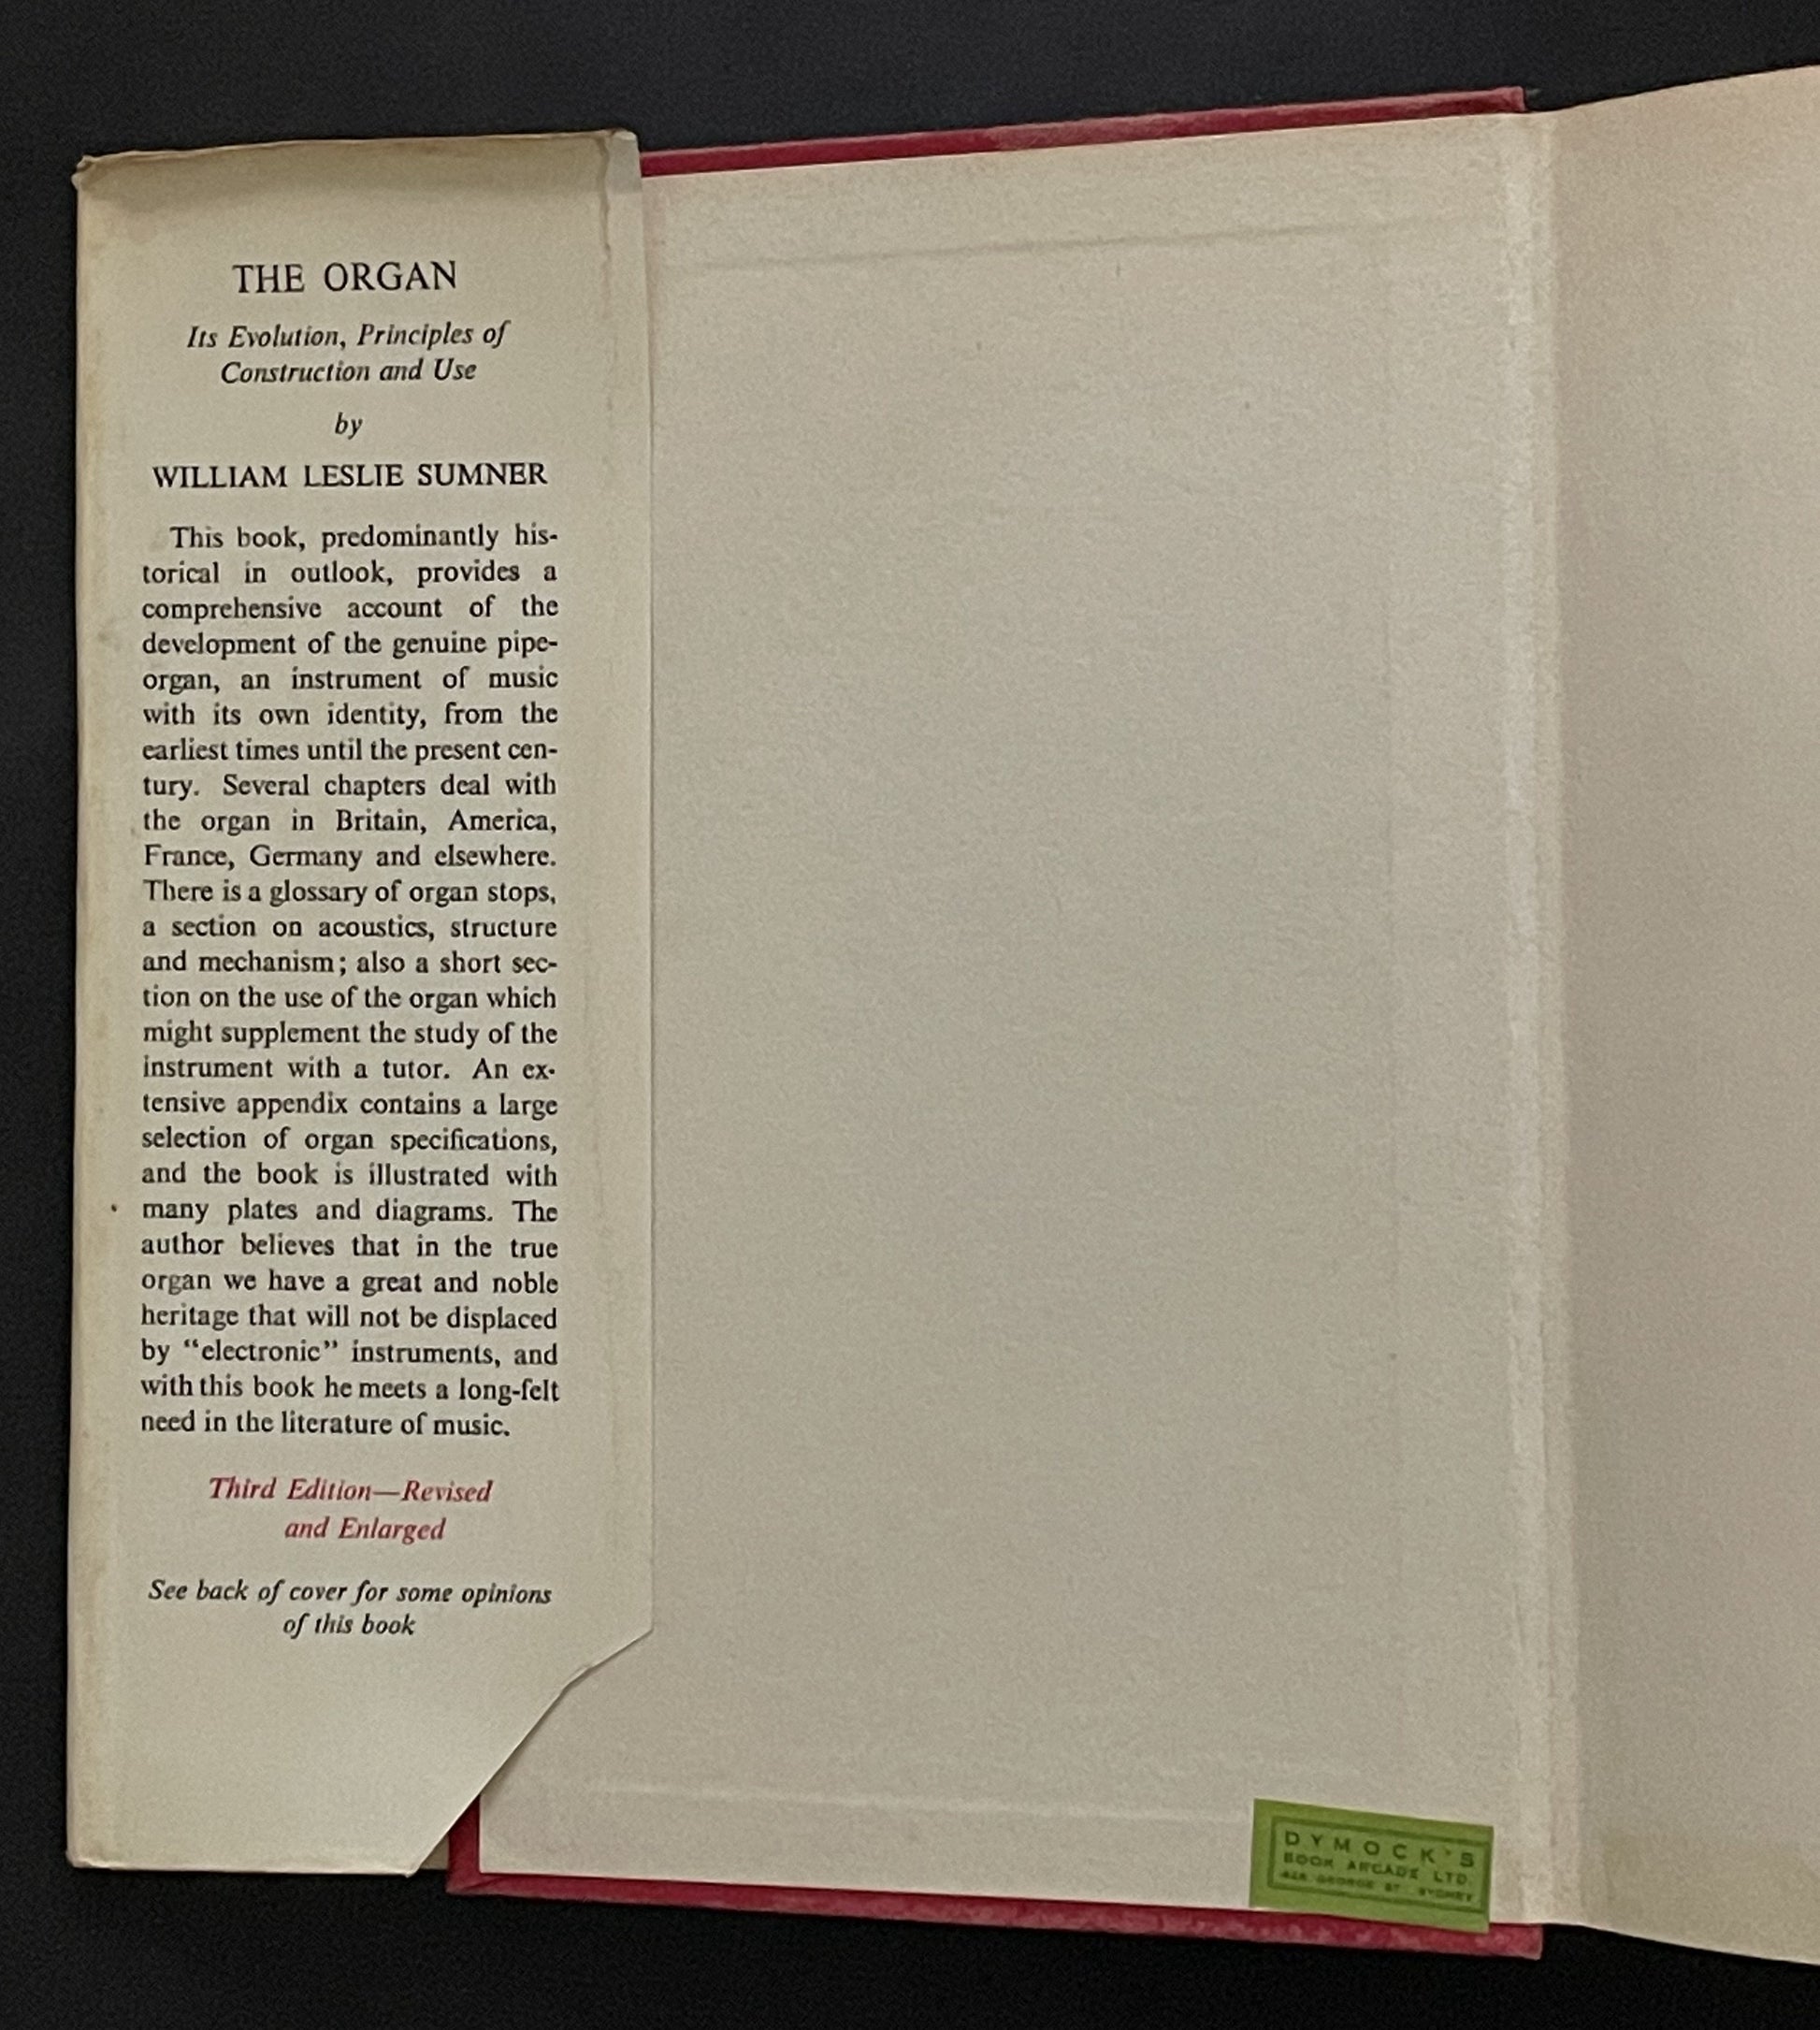 THE ORGAN
Its Evolution, Principles of
Construction and Use
by
WILLIAM LESLIE SUMNER
This book, predominantly his-
torical in outlook, provides a
comprehensive account of the
development of the genuine pipe-
organ, an instrument of music
with its own identity, from the
earliest times until the present cen-
tury. Several chapters deal with
the organ in Britain, America,
France, Germany and elsewhere.
There is a glossary of organ stops,
a section on acoustics, structure
and mechanism; also a short sec-
tion on the use of the organ which
might supplement the study of the
instrument with a tutor. An ex-
tensive appendix contains a large
selection of organ specifications,
and the book is illustrated with
many plates and diagrams. The
author believes that in the true
organ we have a great and noble
heritage that will not be displaced
by “electronic” instruments, and
with this book he meets a long-felt
need in the literature of music.
Third Edition—Revised
and Enlarged
See back of cover for some opinions
of this book
DYMOCK'S
BOOK ARCADE LTD.
GEORGE ST. SYDNEY